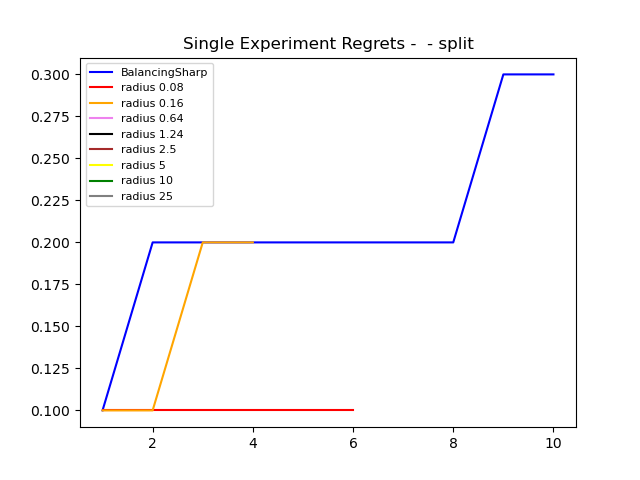 Single Experiment Regrets -  - split
0.300
0.275
0.250
0.225
0.200
0.175
0.150
0.125
0.100
BalancingSharp
radius 0.08
radius 0.16
radius 0.64
radius 1.24
radius 2.5
radius 5
radius 10
radius 25
2 4 6 8 10